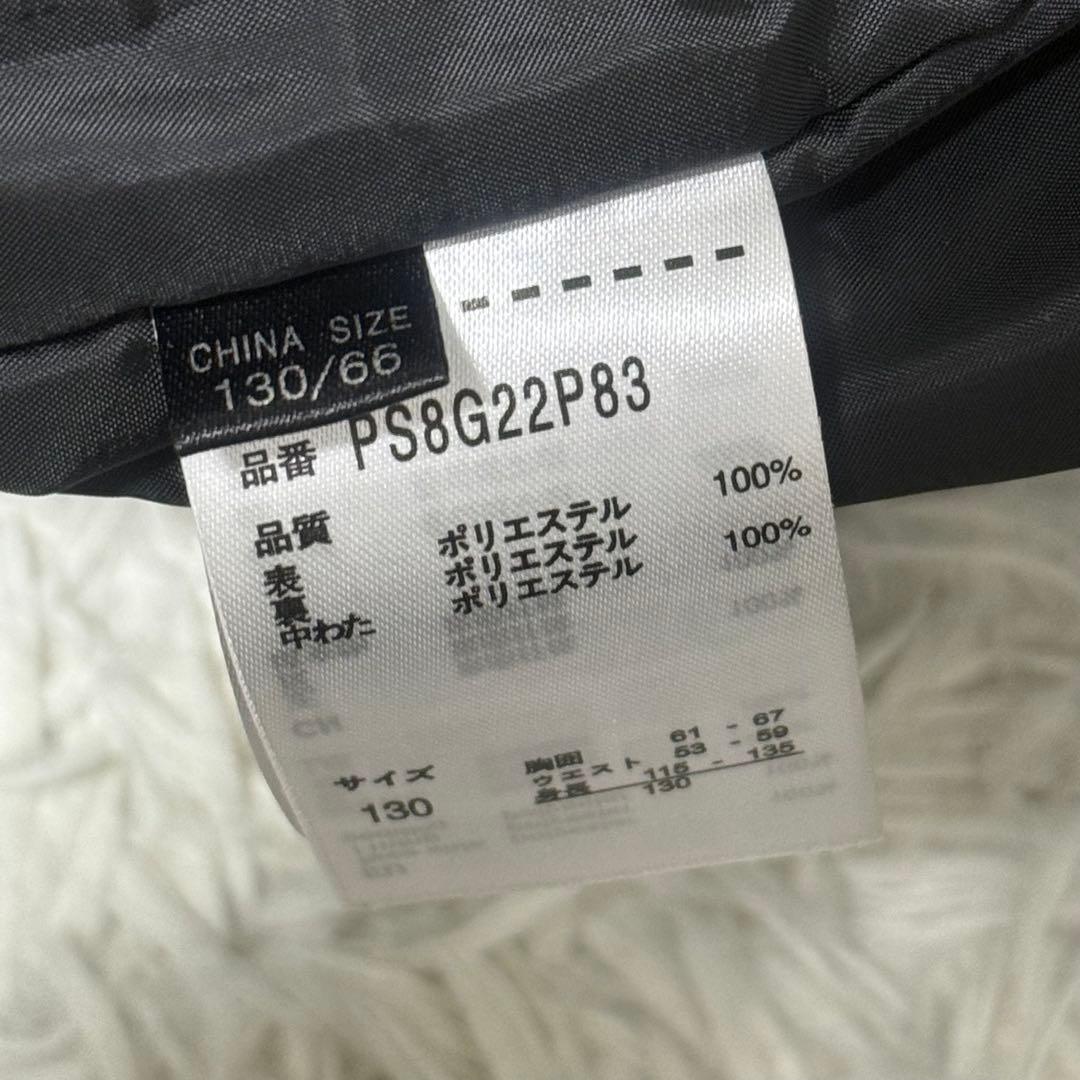 CHINA SIZE
130/66
品番 PS8G22P83
品質
表 ポリエステル 100%
裏 ポリエステル 100%
中わた ポリエステル
サイズ
130
胸囲 61 - 67
ウエスト 53 - 59
身長 115 - 135
130